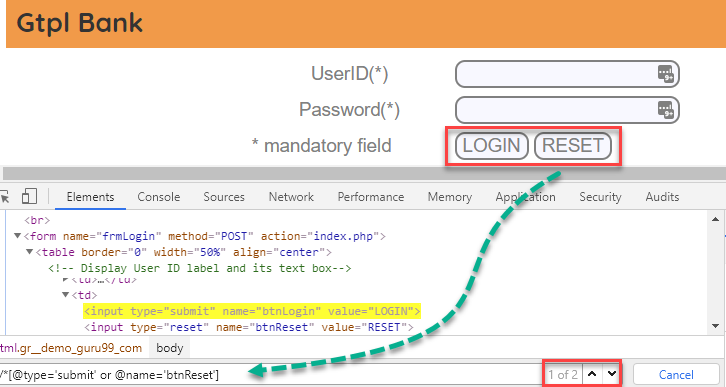 Gtpl Bank
UserID(*)
9+
Password(*)
9+
* mandatory field LOGIN RESET
Elements Console Sources Network Performance Memory Application Security Audits
<br>
▼<form name="frmLogin" method="POST" action="index.php">
▼<table border="0" width="50%" align="center">
<!-- Display User ID label and its text box-->
▶<td>…</td>
▼<td>
<input type="submit" name="btnLogin" value="LOGIN">
<input type="reset" name="btnReset" value="RESET">
tml.gr__demo_guru99_com body
/*[@type='submit' or @name='btnReset'] 1 of 2 Cancel